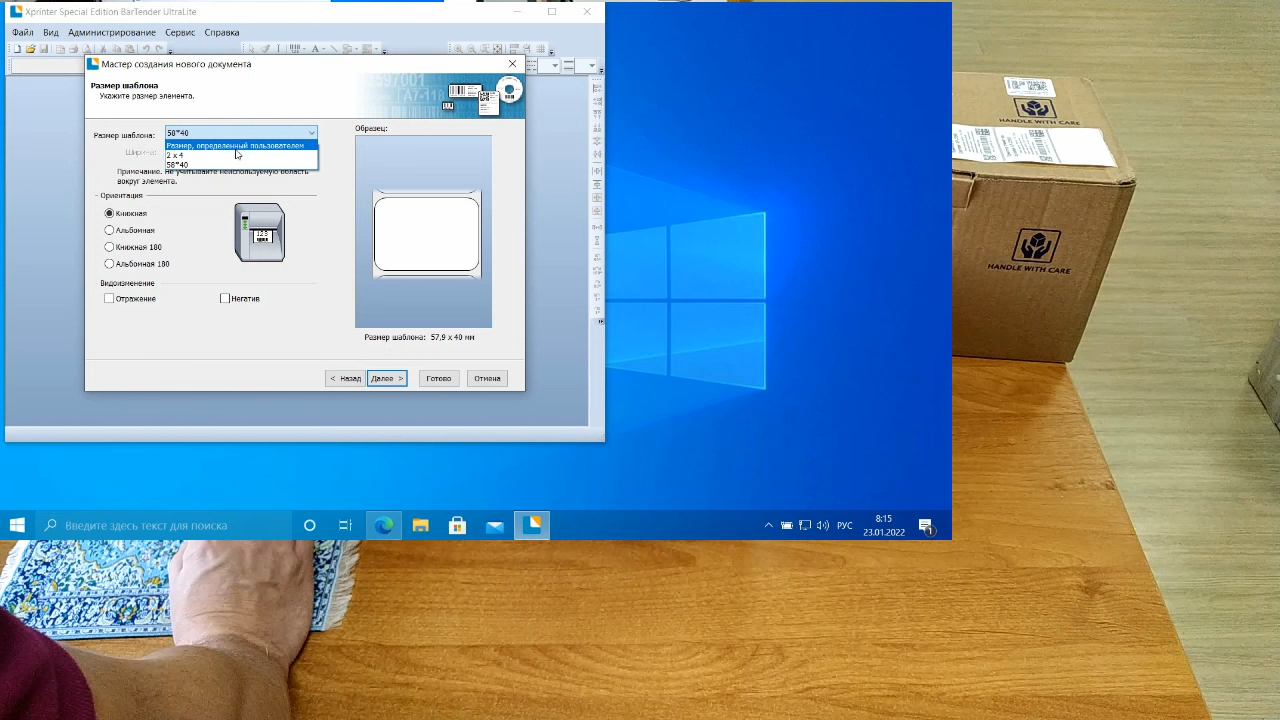 Xprinter Special Edition BarTender UltraLite
Файл Вид Администрирование Сервис Справка
Мастер создания нового документа
Размер шаблона
Укажите размер элемента.
Размер шаблона: 58*40
Размер, определенный пользователем
2 x 4
58*40
Ширина:
Примечание. Не учитывайте неиспользуемую область
вокруг элемента.
Ориентация
Книжная
Альбомная
Книжная 180
Альбомная 180
123
Видоизменение
Отражение Негатив
Образец:
Размер шаблона: 57,9 x 40 мм
< Назад Далее > Готово Отмена
Введите здесь текст для поиска
РУС
8:15
23.01.2022
1
HANDLE WITH CARE
HANDLE WITH CARE